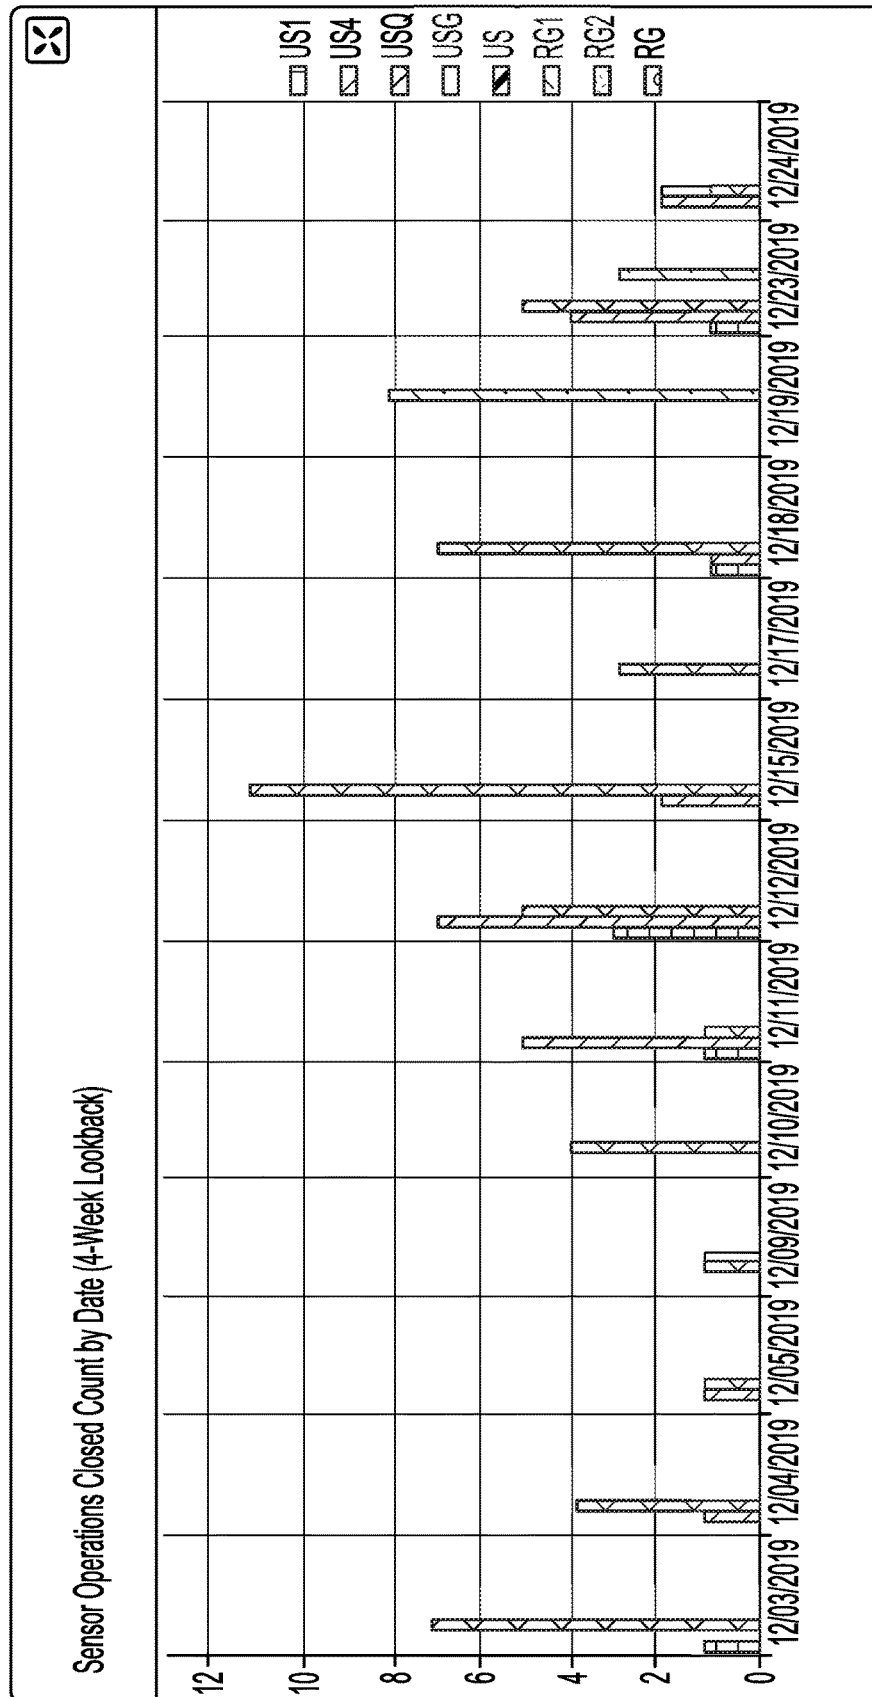 Sensor Operations Closed Count by Date (4-Week Lookback)
12
10
8
6
4
2
0
12/03/2019
12/04/2019
12/05/2019
12/09/2019
12/10/2019
12/11/2019
12/12/2019
12/15/2019
12/17/2019
12/18/2019
12/19/2019
12/23/2019
12/24/2019
US1
US4
USQ
USG
US
RG1
RG2
RG